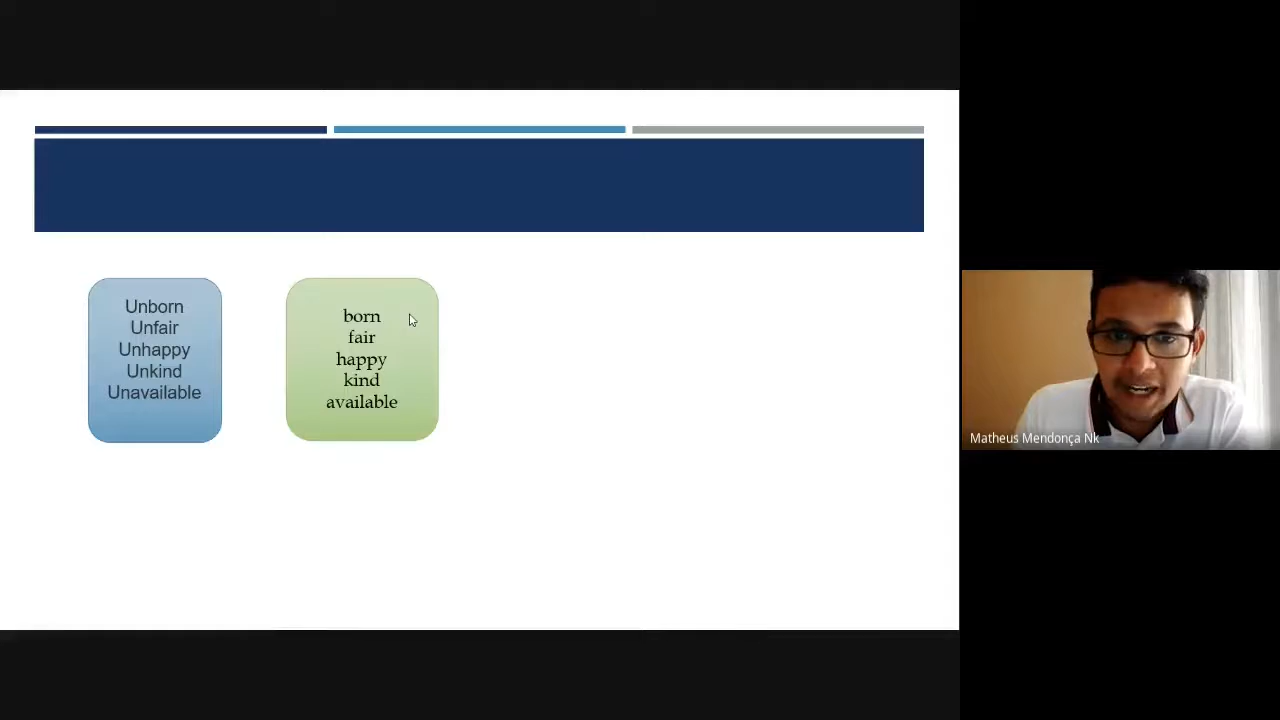 Unborn
Unfair
Unhappy
Unkind
Unavailable
born
fair
happy
kind
available
Matheus Mendonça Nk